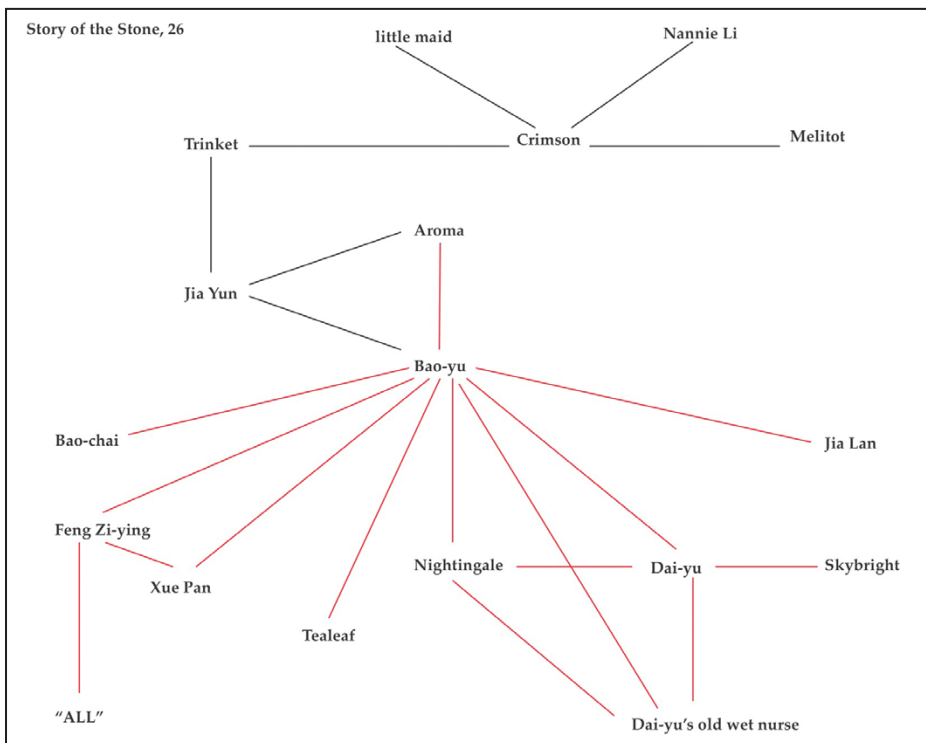 Story of the Stone, 26
little maid
Nannie Li
Trinket
Crimson
Melitot
Aroma
Jia Yun
Bao-yu
Bao-chai
Jia Lan
Feng Zi-ying
Xue Pan
Nightingale
Dai-yu
Skybright
Tealeaf
“ALL”
Dai-yu’s old wet nurse